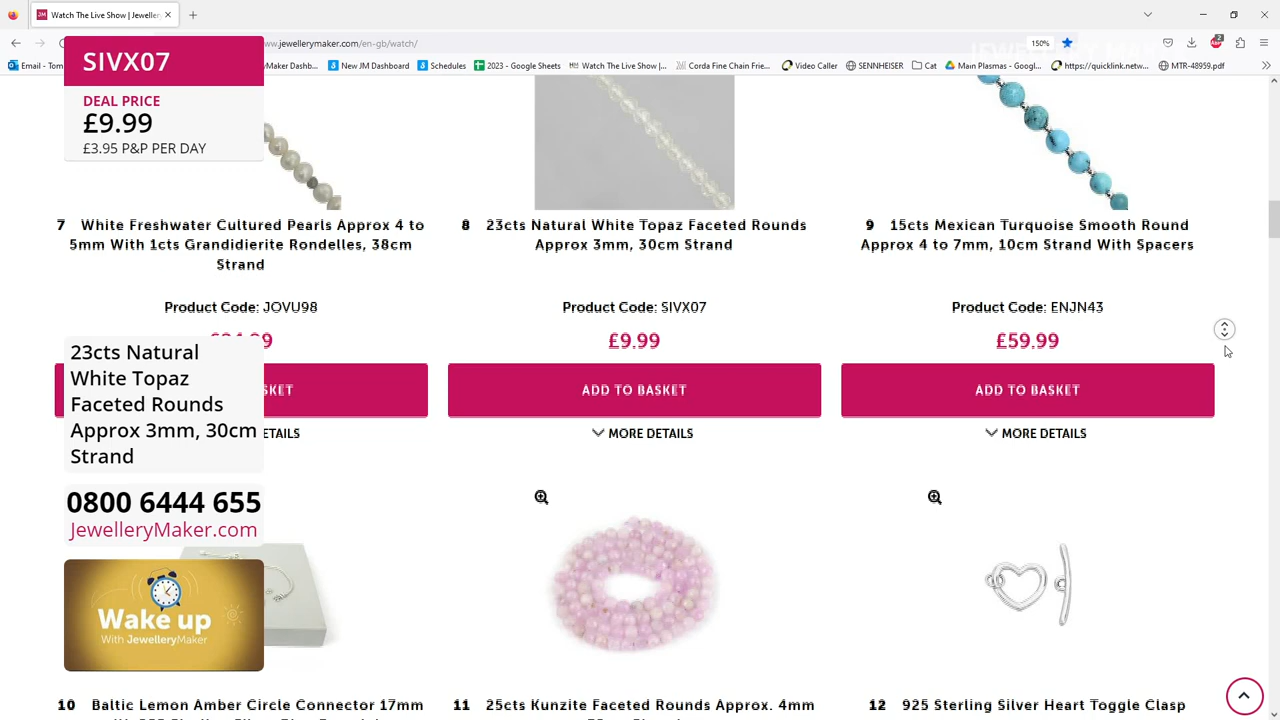 Watch The Live Show | Jeweller
SIVX07
DEAL PRICE
£9.99
£3.95 P&P PER DAY
ww.jewellerymaker.com/en-gb/watch/
150%
2
Email - Tom
Maker Dashb...
New JM Dashboard
Schedules
2023 - Google Sheets
Watch The Live Show |...
Corda Fine Chain Frie...
Video Caller
SENNHEISER
Cat
Main Plasmas - Googl...
https://quicklink.netw...
MTR-48959.pdf
7 White Freshwater Cultured Pearls Approx 4 to
5mm With 1cts Grandidierite Rondelles, 38cm
Strand
Product Code: JOVU98
8 23cts Natural White Topaz Faceted Rounds
Approx 3mm, 30cm Strand
Product Code: SIVX07
£9.99
ADD TO BASKET
MORE DETAILS
9 15cts Mexican Turquoise Smooth Round
Approx 4 to 7mm, 10cm Strand With Spacers
Product Code: ENJN43
£59.99
ADD TO BASKET
MORE DETAILS
23cts Natural
White Topaz
Faceted Rounds
Approx 3mm, 30cm
Strand
SKET
ETAILS
0800 6444 655
JewelleryMaker.com
Wake up
With JewelleryMaker
10 Baltic Lemon Amber Circle Connector 17mm
11 25cts Kunzite Faceted Rounds Approx. 4mm
12 925 Sterling Silver Heart Toggle Clasp